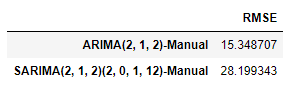 RMSE
ARIMA(2, 1, 2)-Manual 15.348707
SARIMA(2, 1, 2)(2, 0, 1, 12)-Manual 28.199343